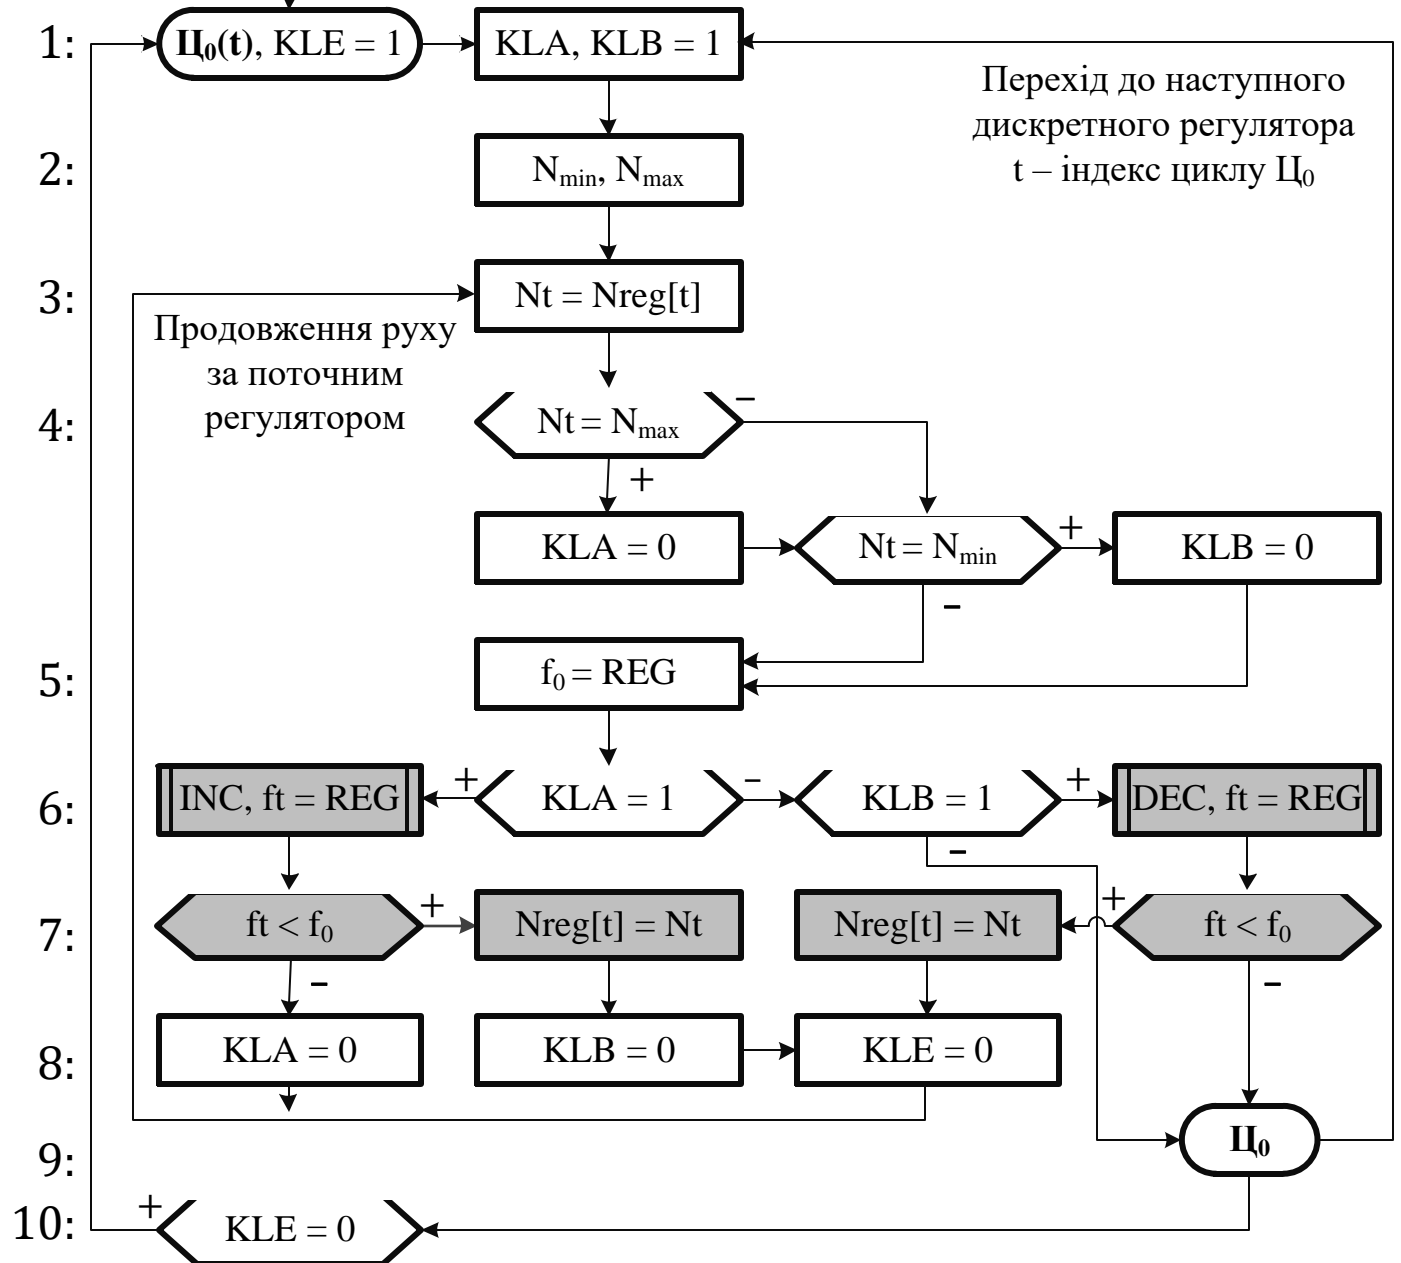 1:
Ц₀(t), KLE = 1
KLA, KLB = 1
Перехід до наступного
дискретного регулятора
t – індекс циклу Ц₀
2:
Nmin, Nmax
3:
Nt = Nreg[t]
Продовження руху
за поточним
регулятором
4:
Nt = Nmax
–
+
KLA = 0
Nt = Nmin
+
KLB = 0
–
5:
f₀ = REG
6:
INC, ft = REG
+
KLA = 1
-
KLB = 1
+
DEC, ft = REG
–
7:
ft < f₀
+
Nreg[t] = Nt
Nreg[t] = Nt
+
ft < f₀
–
–
8:
KLA = 0
KLB = 0
KLE = 0
9:
Ц₀
10:
+
KLE = 0